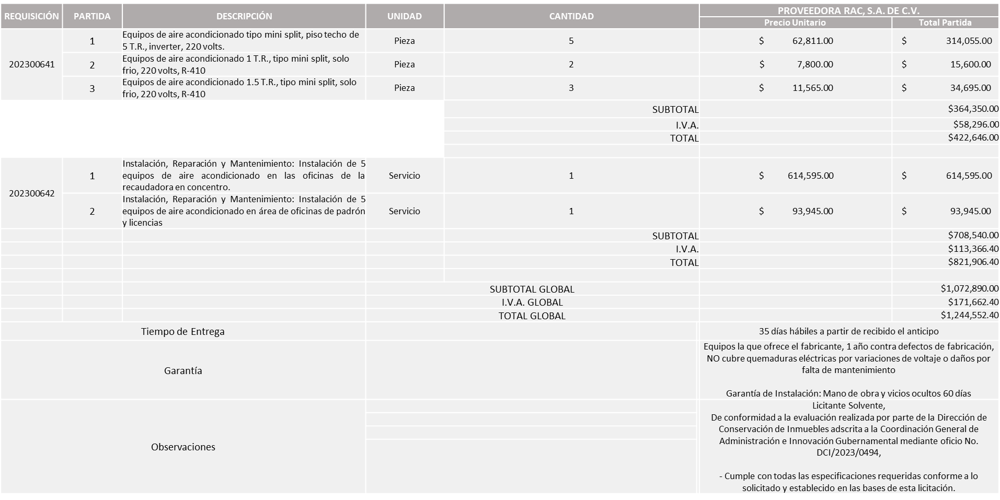 REQUISICIÓN PARTIDA DESCRIPCIÓN UNIDAD CANTIDAD PROVEEDORA RAC, S.A. DE C.V.
Precio Unitario Total Partida
202300641
1 Equipos de aire acondicionado tipo mini split, piso techo de
5 T.R., inverter, 220 volts. Pieza 5 $ 62,811.00 $ 314,055.00
2 Equipos de aire acondicionado 1 T.R., tipo mini split, solo
frio, 220 volts, R-410 Pieza 2 $ 7,800.00 $ 15,600.00
3 Equipos de aire acondicionado 1.5 T.R., tipo mini split, solo
frio, 220 volts, R-410 Pieza 3 $ 11,565.00 $ 34,695.00
SUBTOTAL $364,350.00
I.V.A. $58,296.00
TOTAL $422,646.00
202300642
1 Instalación, Reparación y Mantenimiento: Instalación de 5
equipos de aire acondicionado en las oficinas de la
recaudadora en concentro. Servicio 1 $ 614,595.00 $ 614,595.00
2 Instalación, Reparación y Mantenimiento: Instalación de 5
equipos de aire acondicionado en área de oficinas de padrón
y licencias Servicio 1 $ 93,945.00 $ 93,945.00
SUBTOTAL $708,540.00
I.V.A. $113,366.40
TOTAL $821,906.40
SUBTOTAL GLOBAL $1,072,890.00
I.V.A. GLOBAL $171,662.40
TOTAL GLOBAL $1,244,552.40
Tiempo de Entrega 35 días hábiles a partir de recibido el anticipo
Garantía
Equipos la que ofrece el fabricante, 1 año contra defectos de fabricación,
NO cubre quemaduras eléctricas por variaciones de voltaje o daños por
falta de mantenimiento
Garantía de Instalación: Mano de obra y vicios ocultos 60 días
Observaciones
Licitante Solvente,
De conformidad a la evaluación realizada por parte de la Dirección de
Conservación de Inmuebles adscrita a la Coordinación General de
Administración e Innovación Gubernamental mediante oficio No.
DCI/2023/0494,
- Cumple con todas las especificaciones requeridas conforme a lo
solicitado y establecido en las bases de esta licitación.